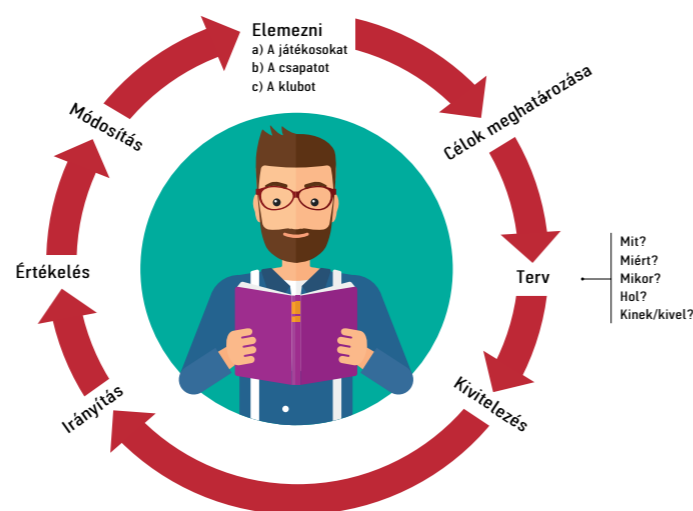 Elemezni
a) A játékosokat
b) A csapatot
c) A klubot
Célok meghatározása
Terv
Mit?
Miért?
Mikor?
Hol?
Kinek/kivel?
Kivitelezés
Irányítás
Értékelés
Módosítás